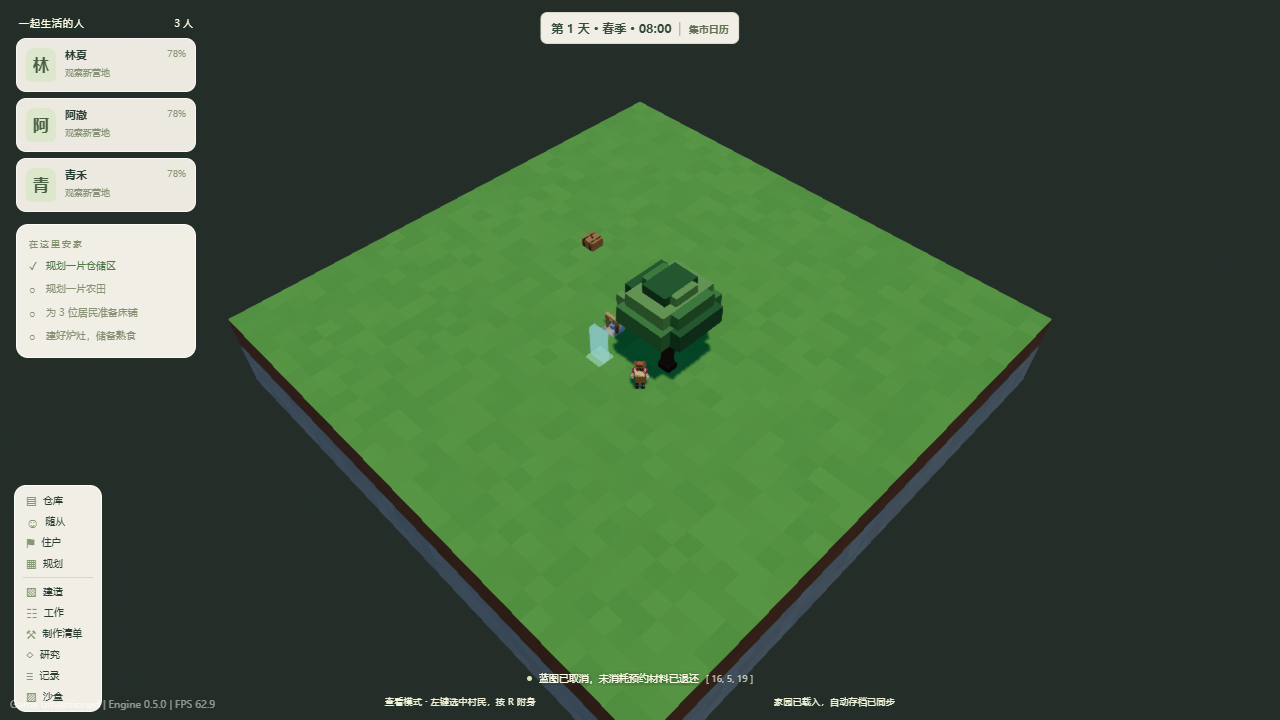 一起生活的人 3 人
林 林夏 78%
观察新营地
阿 阿澈 78%
观察新营地
青 青禾 78%
观察新营地
在这里安家
✓ 规划一片仓储区
○ 规划一片农田
○ 为 3 位居民准备床铺
○ 建好炉灶，储备熟食
第 1 天 • 春季 • 08:00 | 集市日历
仓库
随从
住户
规划
建造
工作
制作清单
研究
记录
沙盒
| Engine 0.5.0 | FPS 62.9
蓝图已取消，未消耗预约材料已退还 [ 16, 5, 19 ]
查看模式 · 左键选中村民，按 R 附身
家园已载入，自动存档已同步